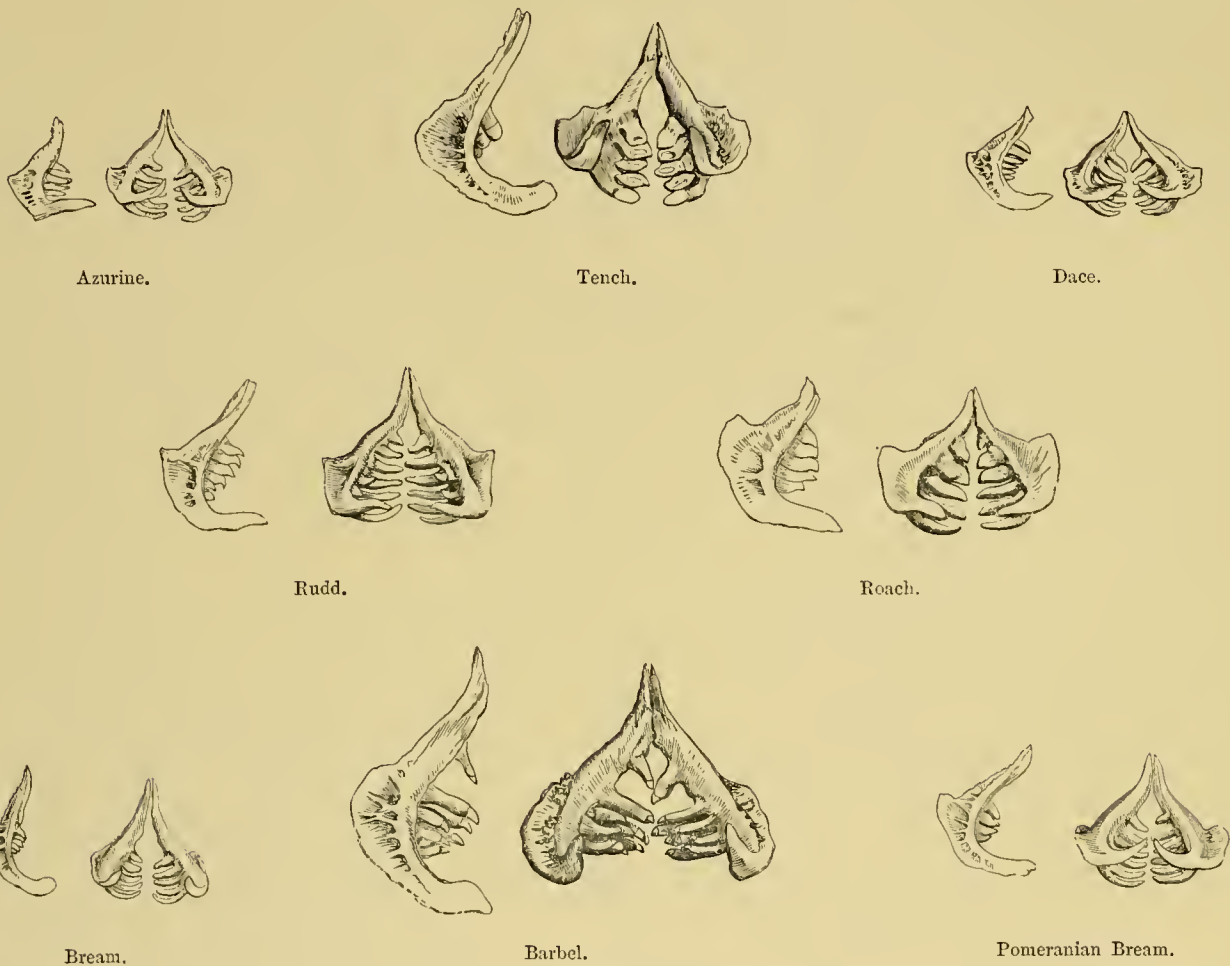 Azurine.
Tench.
Dace.
Rudd.
Roach.
Bream.
Barbel.
Pomeranian Bream.